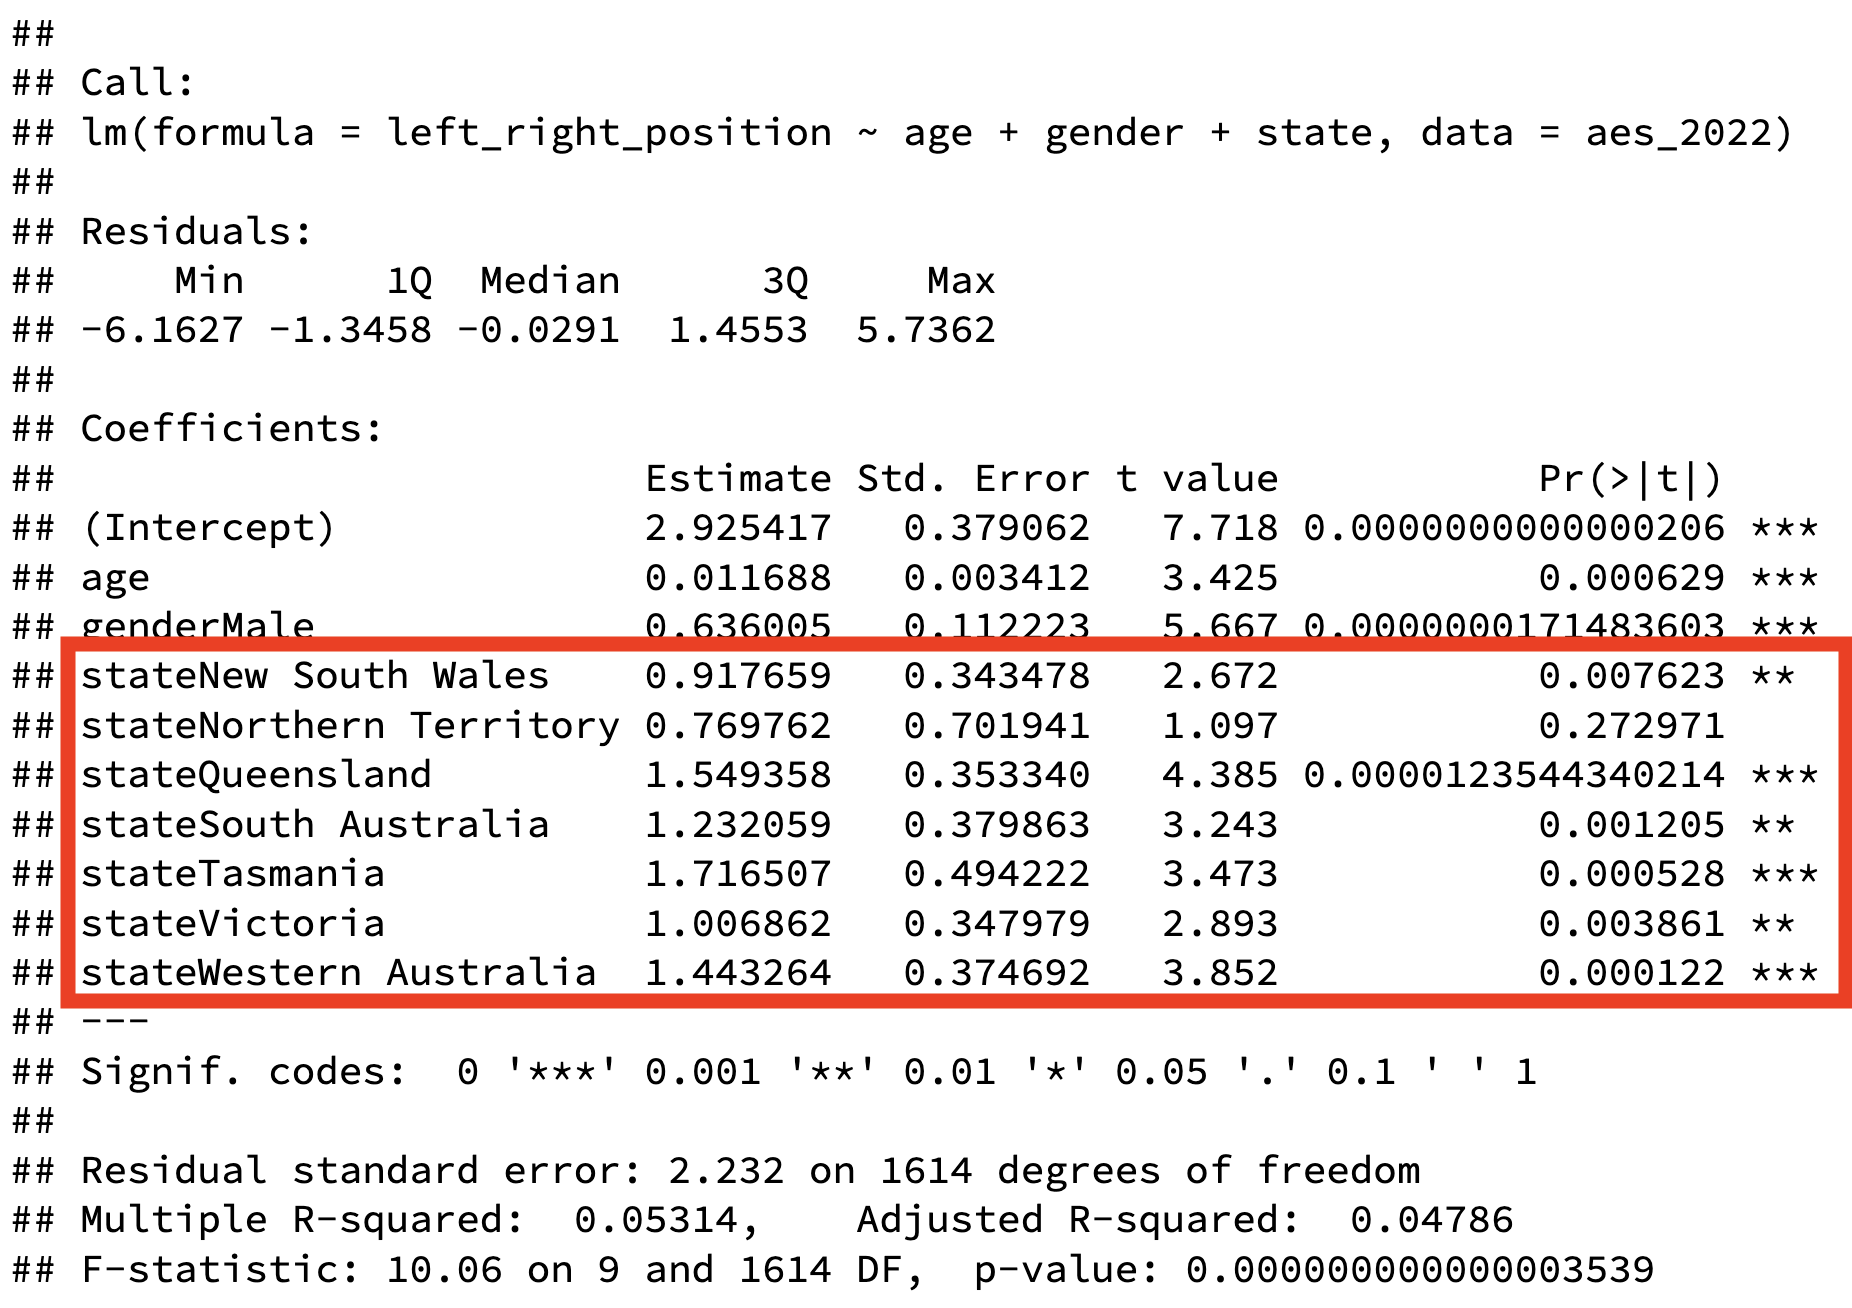 ##
## Call:
## lm(formula = left_right_position ~ age + gender + state, data = aes_2022)
##
## Residuals:
##     Min      1Q  Median      3Q     Max
## -6.1627 -1.3458 -0.0291  1.4553  5.7362
##
## Coefficients:
##                         Estimate Std. Error t value           Pr(>|t|)
## (Intercept)             2.925417   0.379062   7.718 0.0000000000000206 ***
## age                     0.011688   0.003412   3.425           0.000629 ***
## genderMale              0.636005   0.112223   5.667 0.0000000171483603 ***
## stateNew South Wales    0.917659   0.343478   2.672           0.007623 **
## stateNorthern Territory 0.769762   0.701941   1.097           0.272971
## stateQueensland         1.549358   0.353340   4.385 0.0000123544340214 ***
## stateSouth Australia    1.232059   0.379863   3.243           0.001205 **
## stateTasmania           1.716507   0.494222   3.473           0.000528 ***
## stateVictoria           1.006862   0.347979   2.893           0.003861 **
## stateWestern Australia  1.443264   0.374692   3.852           0.000122 ***
## ---
## Signif. codes:  0 '***' 0.001 '**' 0.01 '*' 0.05 '.' 0.1 ' ' 1
##
## Residual standard error: 2.232 on 1614 degrees of freedom
## Multiple R-squared:  0.05314,    Adjusted R-squared:  0.04786
## F-statistic: 10.06 on 9 and 1614 DF,  p-value: 0.000000000000003539